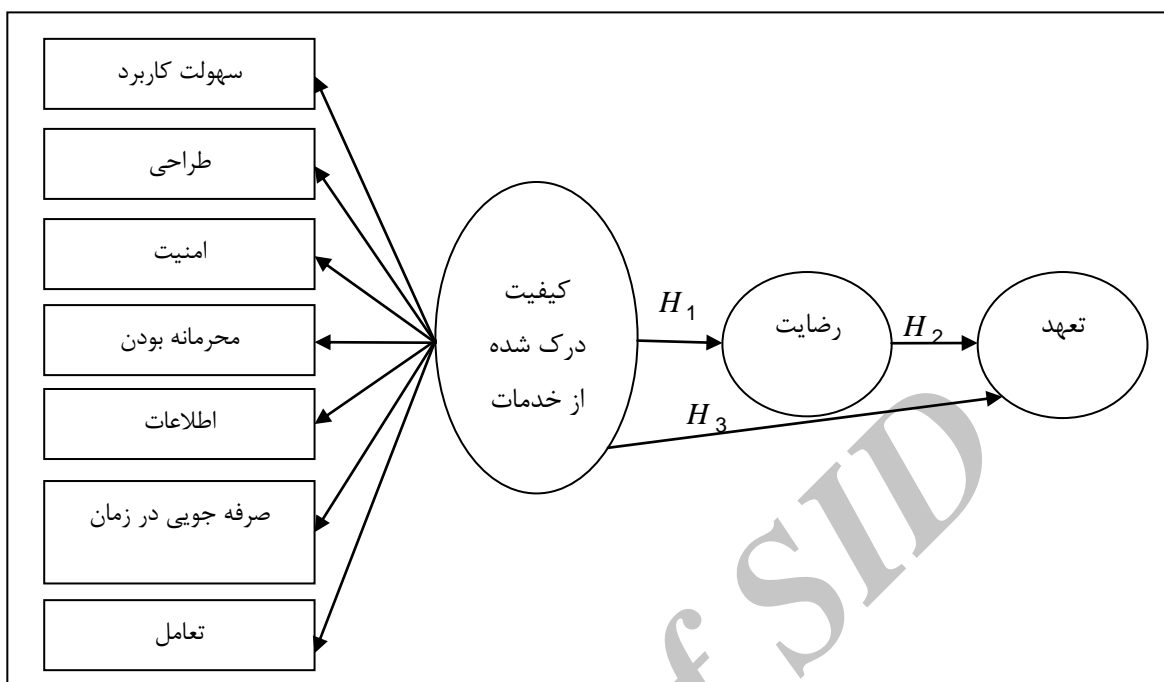 سهولت کاربرد
طراحی
امنیت
محرمانه بودن
اطلاعات
صرفه جویی در زمان
تعامل
کیفیت
درک شده
از خدمات
H1
رضایت
H2
تعهد
H3
f SID